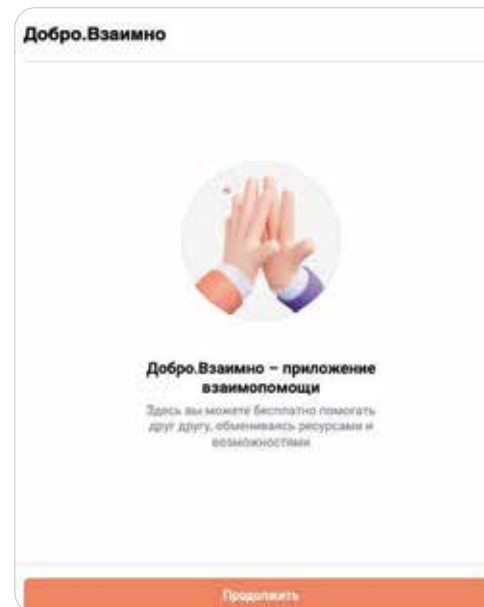 Добро.Взаимно
Добро.Взаимно – приложение
взаимопомощи
Здесь вы можете бесплатно помогать
друг другу, обмениваясь ресурсами и
возможностями
Продолжить